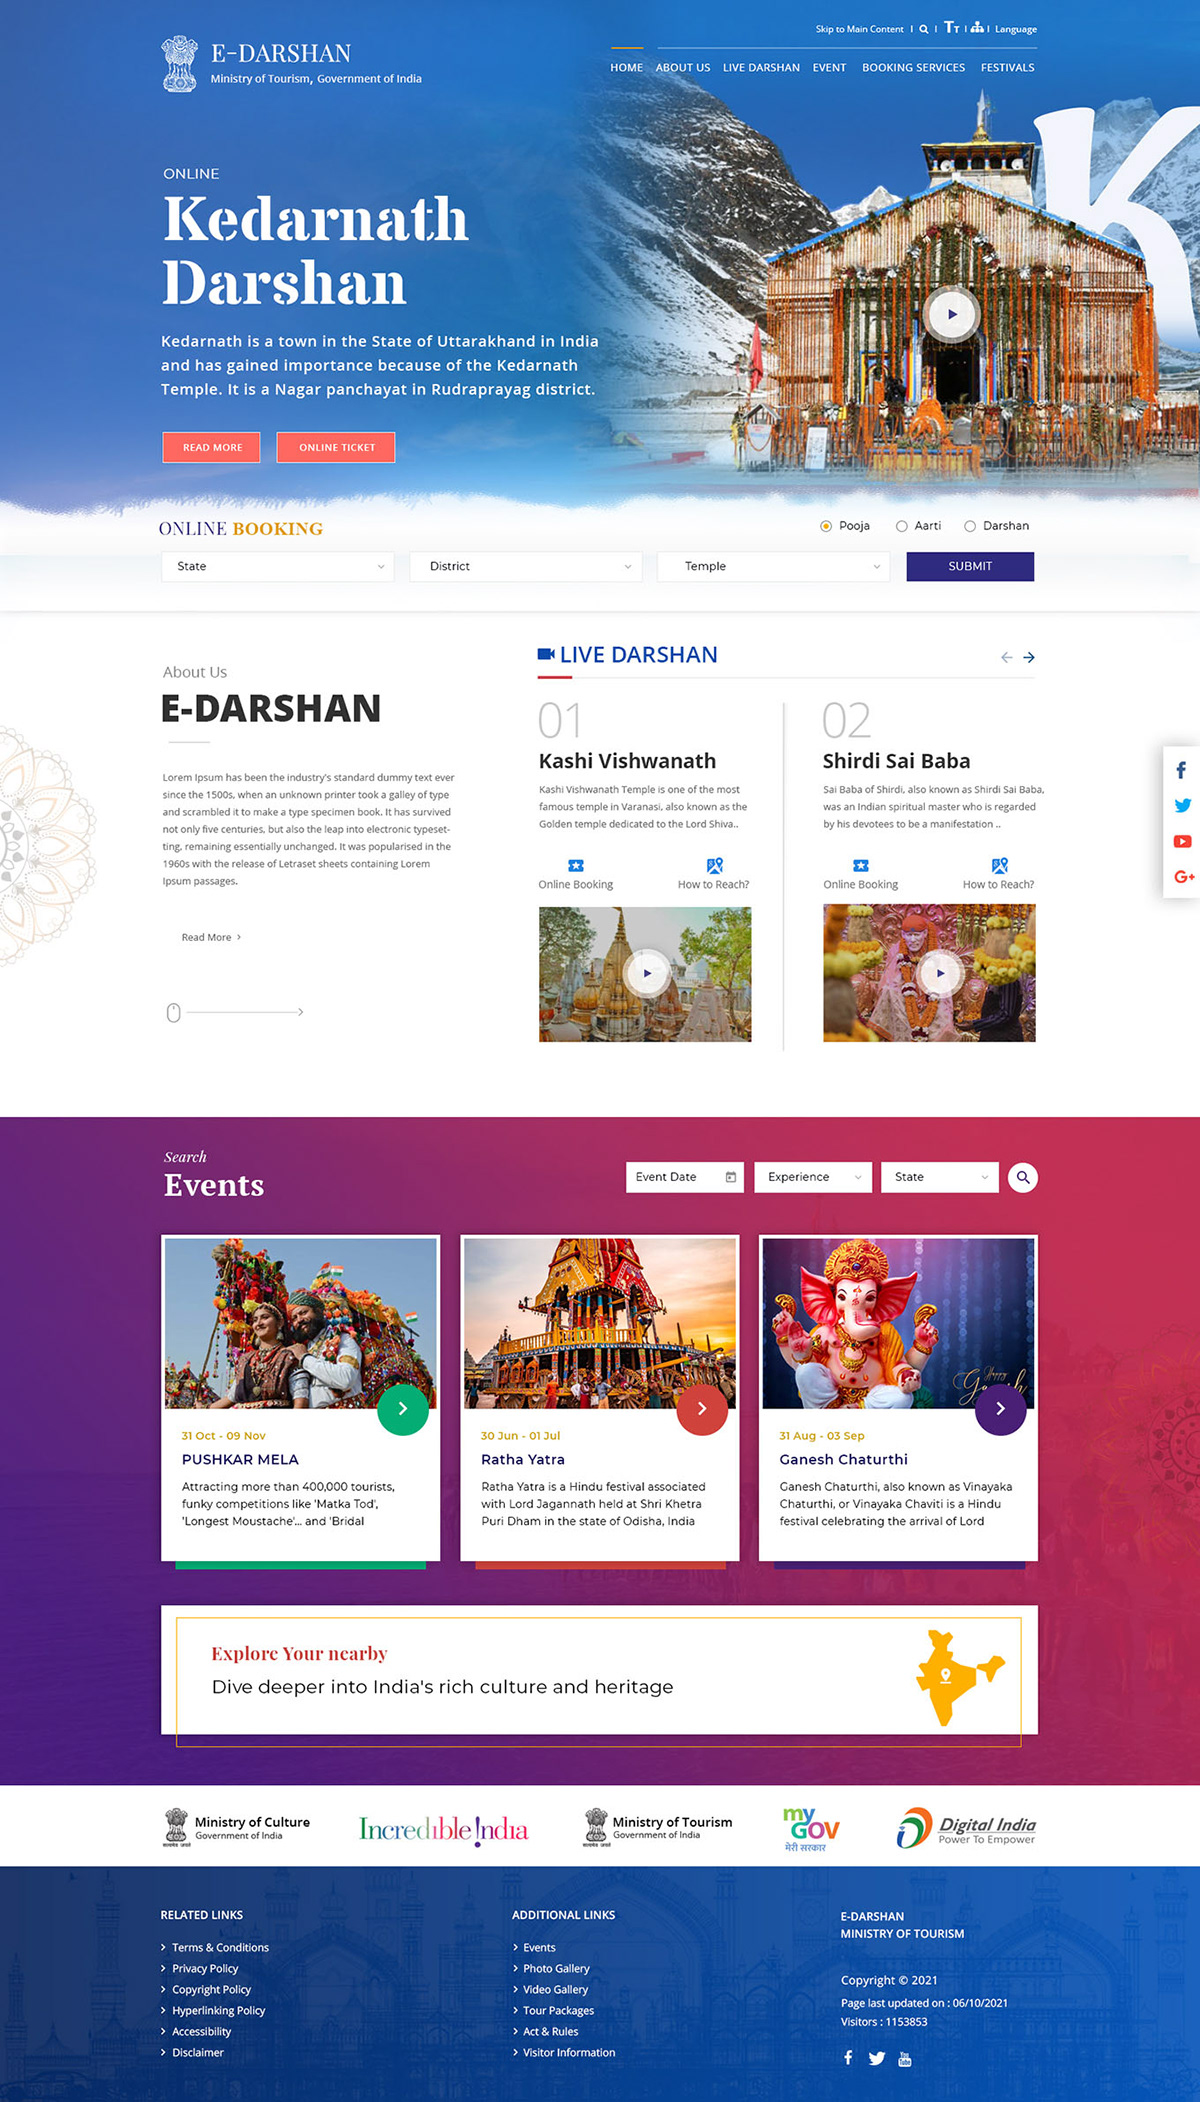 Skip to Main Content
Language
E-DARSHAN
Ministry of Tourism, Government of India
HOME ABOUT US LIVE DARSHAN EVENT BOOKING SERVICES FESTIVALS
K
ONLINE
Kedarnath
Darshan
Kedarnath is a town in the State of Uttarakhand in India
and has gained importance because of the Kedarnath
Temple. It is a Nagar panchayat in Rudraprayag district.
READ MORE ONLINE TICKET
ONLINE BOOKING
Pooja Aarti Darshan
State District Temple SUBMIT
About Us
E-DARSHAN
Lorem Ipsum has been the industry's standard dummy text ever
since the 1500s, when an unknown printer took a galley of type
and scrambled it to make a type specimen book. It has survived
not only five centuries, but also the leap into electronic typeset-
ting, remaining essentially unchanged. It was popularised in the
1960s with the release of Letraset sheets containing Lorem
Ipsum passages.
Read More
LIVE DARSHAN
01
Kashi Vishwanath
Kashi Vishwanath Temple is one of the most
famous temple in Varanasi, also known as the
Golden temple dedicated to the Lord Shiva..
Online Booking How to Reach?
02
Shirdi Sai Baba
Sai Baba of Shirdi, also known as Shirdi Sai Baba,
was an Indian spiritual master who is regarded
by his devotees to be a manifestation ..
Online Booking How to Reach?
Search
Events
Event Date Experience State
31 Oct - 09 Nov
PUSHKAR MELA
Attracting more than 400,000 tourists,
funky competitions like 'Matka Tod',
'Longest Moustache'... and 'Bridal
30 Jun - 01 Jul
Ratha Yatra
Ratha Yatra is a Hindu festival associated
with Lord Jagannath held at Shri Khetra
Puri Dham in the state of Odisha, India
Happy
31 Aug - 03 Sep
Ganesh Chaturthi
Ganesh Chaturthi, also known as Vinayaka
Chaturthi, or Vinayaka Chaviti is a Hindu
festival celebrating the arrival of Lord
Explore Your nearby
Dive deeper into India's rich culture and heritage
Ministry of Culture
Government of India
सत्यमेव जयते
Incredible !ndia
Ministry of Tourism
Government of India
सत्यमेव जयते
my
GOV
मेरी सरकार
Digital India
Power To Empower
RELATED LINKS
Terms & Conditions
Privacy Policy
Copyright Policy
Hyperlinking Policy
Accessibility
Disclaimer
ADDITIONAL LINKS
Events
Photo Gallery
Video Gallery
Tour Packages
Act & Rules
Visitor Information
E-DARSHAN
MINISTRY OF TOURISM
Copyright © 2021
Page last updated on : 06/10/2021
Visitors : 1153853
You
Tube